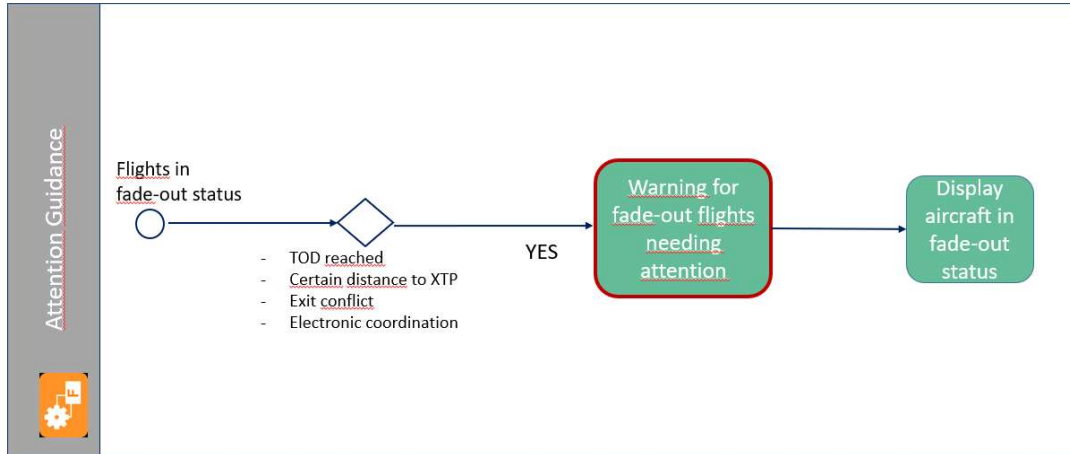 Attention Guidance
Flights in
fade-out status
- TOD reached
- Certain distance to XTP
- Exit conflict
- Electronic coordination
YES
Warning for
fade-out flights
needing
attention
Display
aircraft in
fade-out
status
F